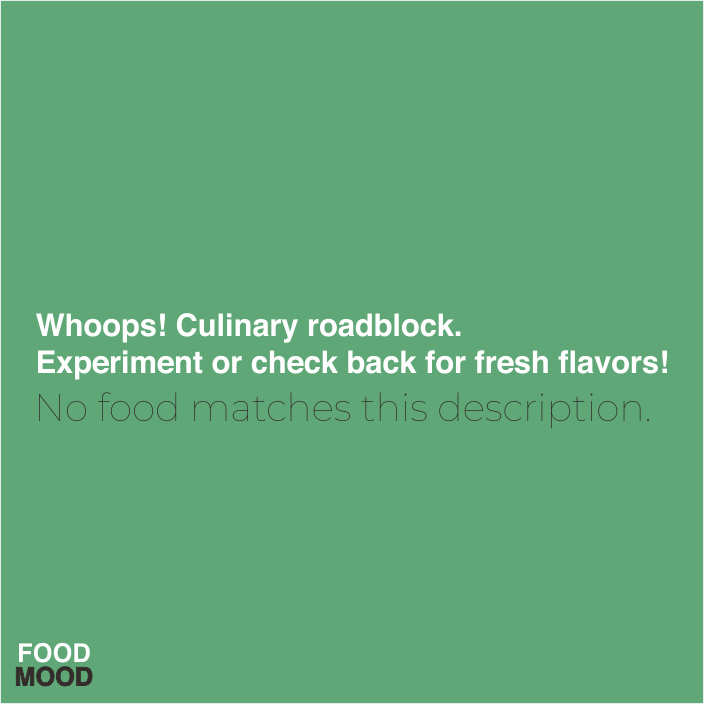 Whoops! Culinary roadblock.
Experiment or check back for fresh flavors!
No food matches this description.
FOOD
MOOD